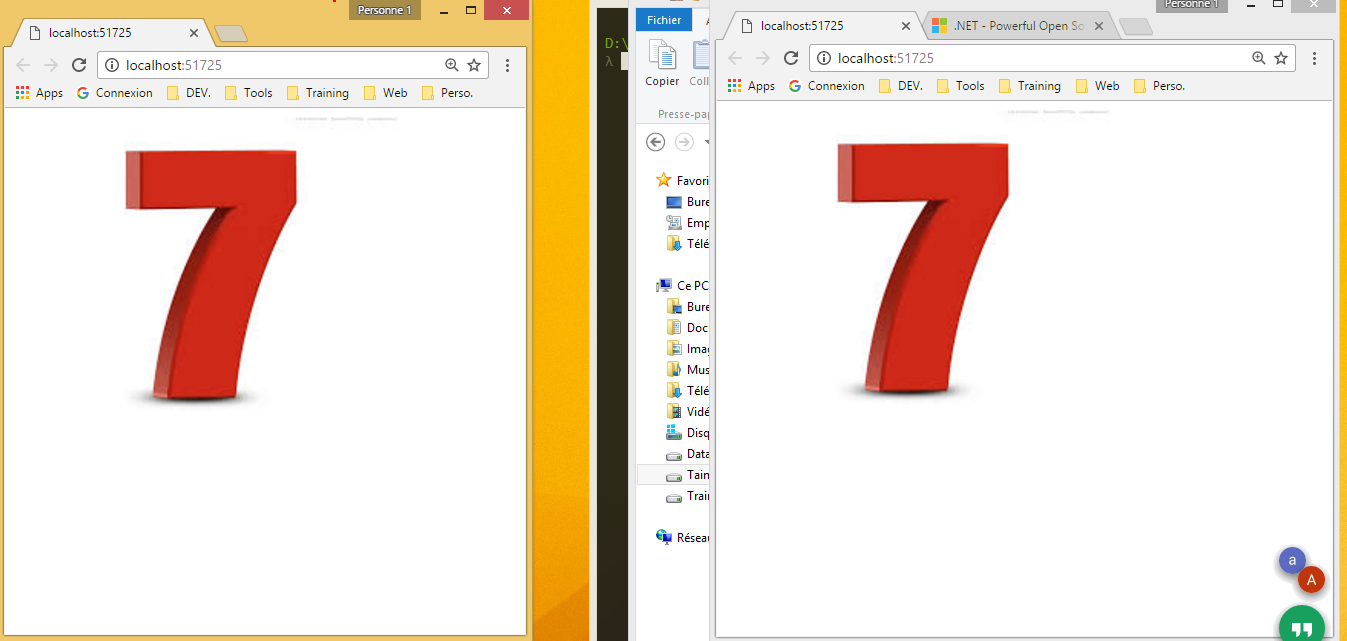 Personne 1
localhost:51725
localhost:51725
Apps
Connexion
DEV.
Tools
Training
Web
Perso.
7
D:\
λ
Fichier
Copier
Coll
Presse-pap
Favori
Bure
Emp
Télé
Ce PC
Bure
Doc
Imag
Mus
Télé
Vidé
Disq
Data
Tain
Train
Réseau
Personne 1
localhost:51725
.NET - Powerful Open So
localhost:51725
Apps
Connexion
DEV.
Tools
Training
Web
Perso.
7
a
A